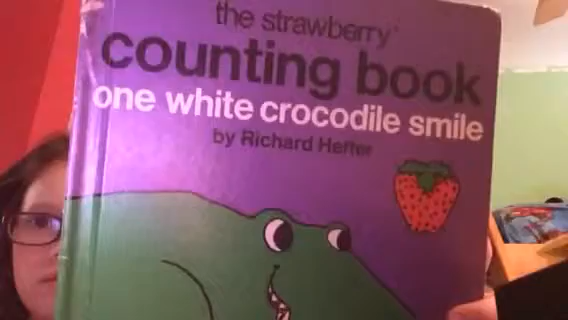 the strawberry
counting book
one white crocodile smile
by Richard Hefter